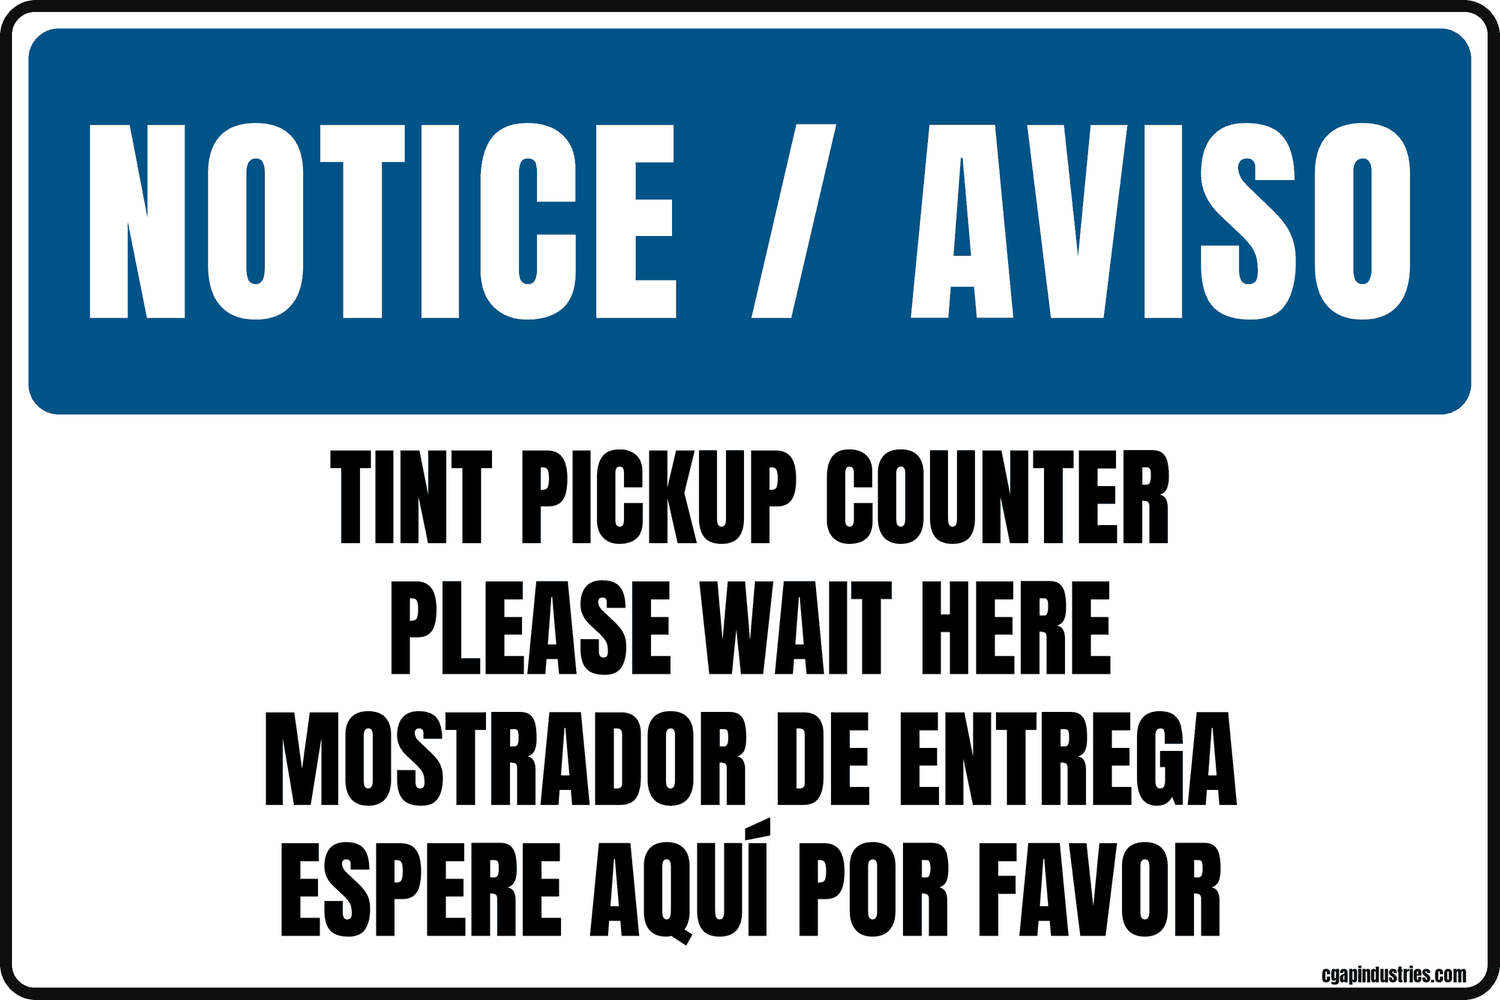 NOTICE / AVISO
TINT PICKUP COUNTER
PLEASE WAIT HERE
MOSTRADOR DE ENTREGA
ESPERE AQUÍ POR FAVOR
cgapindustries.com